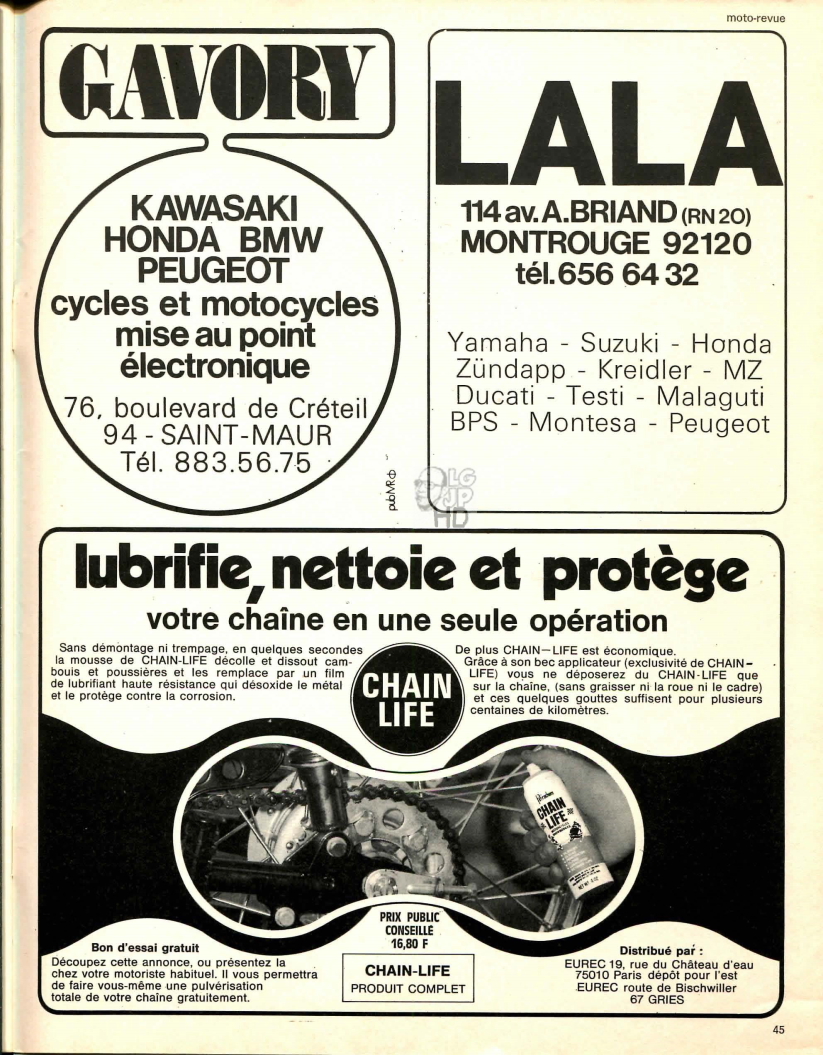 moto-revue
GAVORY
KAWASAKI
HONDA BMW
PEUGEOT
cycles et motocycles
mise au point
électronique
76, boulevard de Créteil
94 - SAINT-MAUR
Tél. 883.56.75
pubMRcb
LALA
114 av. A.BRIAND (RN 20)
MONTROUGE 92120
tél. 656 64 32
Yamaha - Suzuki - Honda
Zündapp - Kreidler - MZ
Ducati - Testi - Malaguti
BPS - Montesa - Peugeot
LG
JP
HD
lubrifie, nettoie et protège
votre chaîne en une seule opération
Sans démontage ni trempage, en quelques secondes
la mousse de CHAIN-LIFE décolle et dissout cam-
bouis et poussières et les remplace par un film
de lubrifiant haute résistance qui désoxide le métal
et le protège contre la corrosion.
CHAIN
LIFE
De plus CHAIN-LIFE est économique.
Grâce à son bec applicateur (exclusivité de CHAIN-
LIFE) vous ne déposerez du CHAIN-LIFE que
sur la chaîne, (sans graisser ni la roue ni le cadre)
et ces quelques gouttes suffisent pour plusieurs
centaines de kilomètres.
CHAIN
LIFE
PRIX PUBLIC
CONSEILLÉ
16,80 F
CHAIN-LIFE
PRODUIT COMPLET
Bon d'essai gratuit
Découpez cette annonce, ou présentez la
chez votre motoriste habituel. Il vous permettra
de faire vous-même une pulvérisation
totale de votre chaîne gratuitement.
Distribué par :
EUREC 19, rue du Château d'eau
75010 Paris dépôt pour l'est
EUREC route de Bischwiller
67 GRIES
45